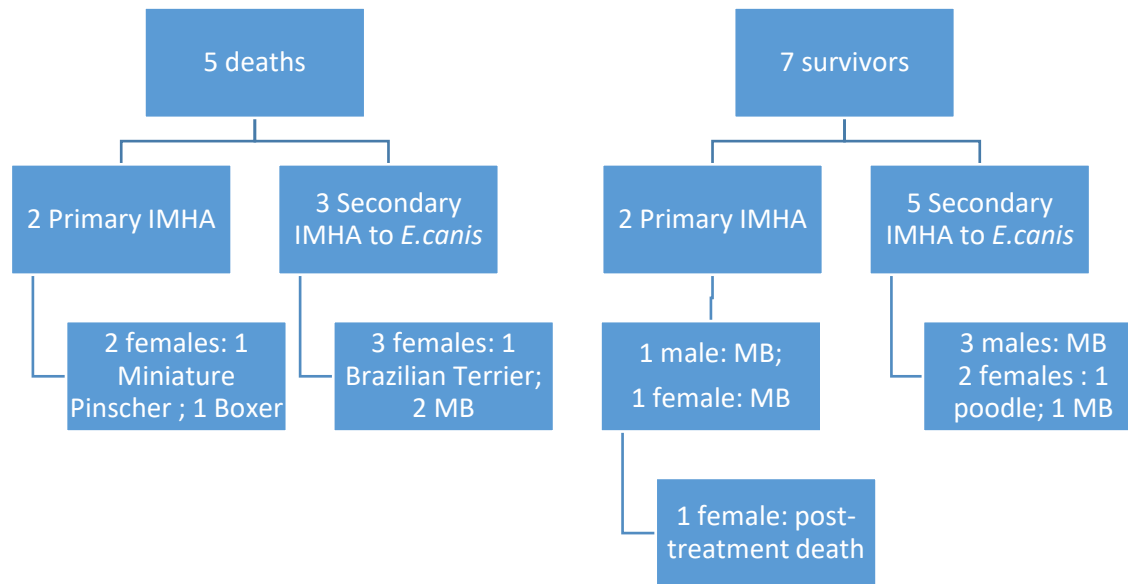 5 deaths
7 survivors
2 Primary IMHA
3 Secondary
IMHA to E.canis
2 Primary IMHA
5 Secondary
IMHA to E.canis
2 females: 1
Miniature
Pinscher ; 1 Boxer
3 females: 1
Brazilian Terrier;
2 MB
1 male: MB;
1 female: MB
3 males: MB
2 females : 1
poodle; 1 MB
1 female: post-
treatment death